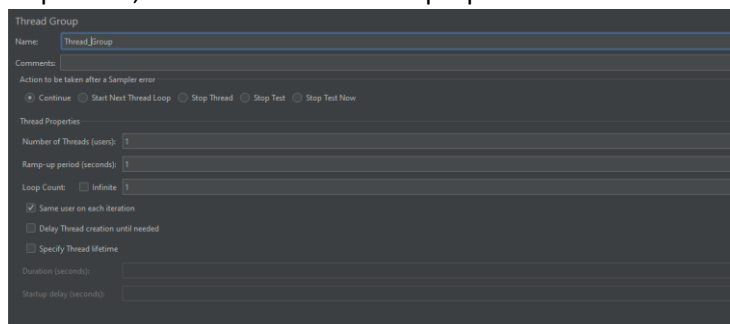 Thread Group
Name: Thread_Group
Comments:
Action to be taken after a Sampler error
Continue Start Next Thread Loop Stop Thread Stop Test Stop Test Now
Thread Properties
Number of Threads (users): 1
Ramp-up period (seconds): 1
Loop Count: Infinite 1
Same user on each iteration
Delay Thread creation until needed
Specify Thread lifetime
Duration (seconds):
Startup delay (seconds):